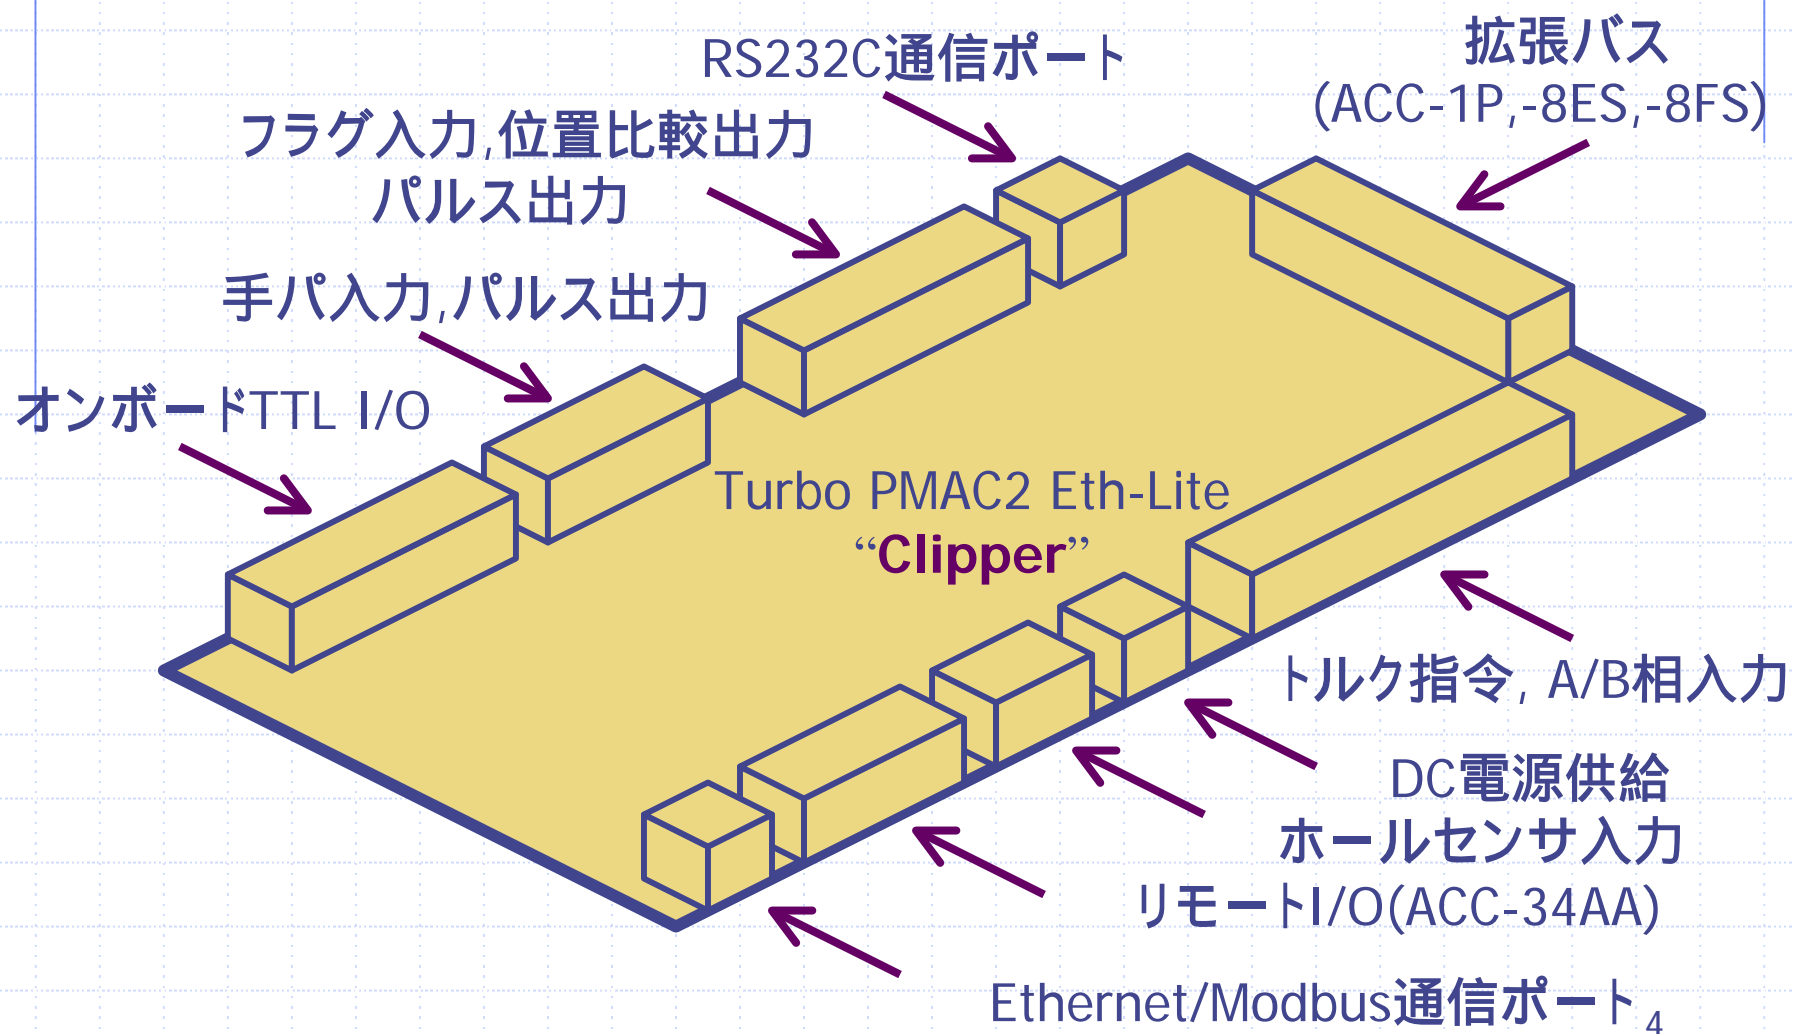 RS232C通信ポート
拡張バス
(ACC-1P,-8ES,-8FS)
フラグ入力,位置比較出力
パルス出力
手パ入力,パルス出力
オンボードTTL I/O
Turbo PMAC2 Eth-Lite
“Clipper”
トルク指令, A/B相入力
DC電源供給
ホールセンサ入力
リモートI/O(ACC-34AA)
Ethernet/Modbus通信ポート
4